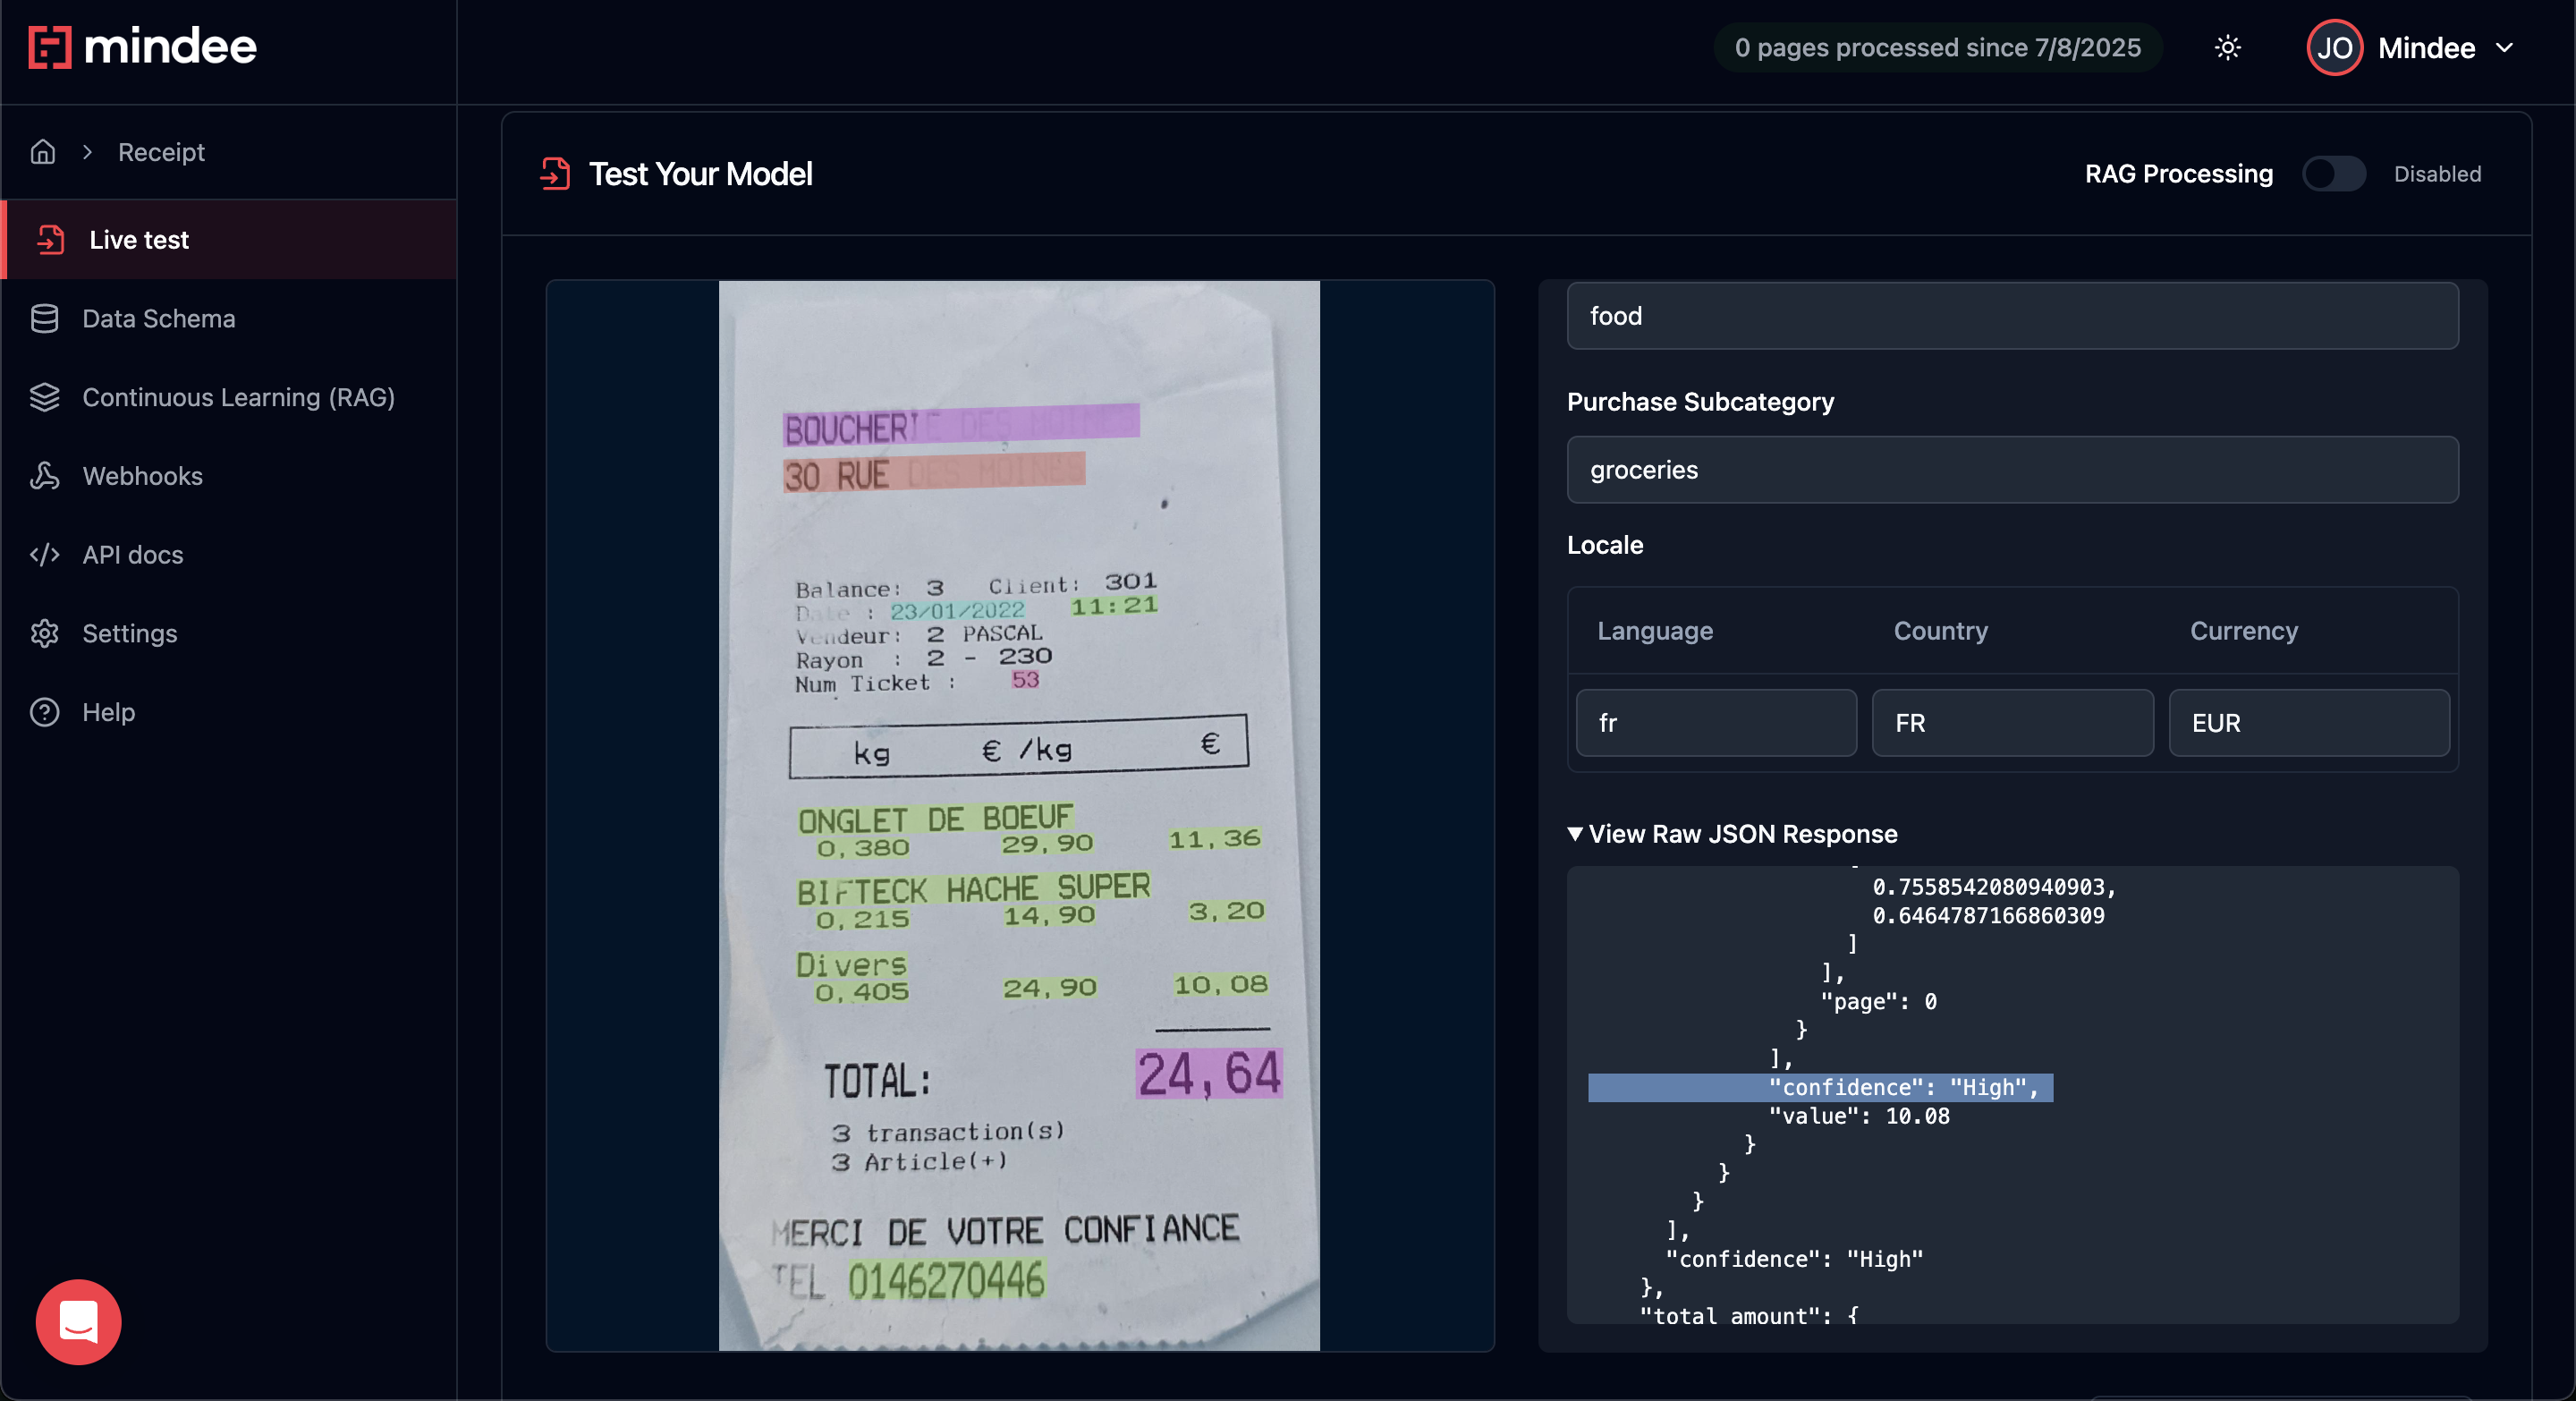 mindee
0 pages processed since 7/8/2025
JO
Mindee
Receipt
Live test
Data Schema
Continuous Learning (RAG)
Webhooks
API docs
Settings
Help
Test Your Model
RAG Processing
Disabled
BOUCHERIE DES MOINES
30 RUE DES MOINES
Balance: 3 Client: 301
Date : 23/01/2022 11:21
Vendeur: 2 PASCAL
Rayon : 2 - 230
Num Ticket : 53
kg € /kg €
ONGLET DE BOEUF
0,380 29,90 11,36
BIFTECK HACHE SUPER
0,215 14,90 3,20
Divers
0,405 24,90 10,08
TOTAL: 24,64
3 transaction(s)
3 Article(+)
MERCI DE VOTRE CONFIANCE
TEL 0146270446
food
Purchase Subcategory
groceries
Locale
Language Country Currency
fr FR EUR
▼ View Raw JSON Response
0.7558542080940903,
0.6464787166860309
]
],
"page": 0
}
],
"confidence": "High",
"value": 10.08
}
}
}
],
"confidence": "High"
},
"total_amount": {